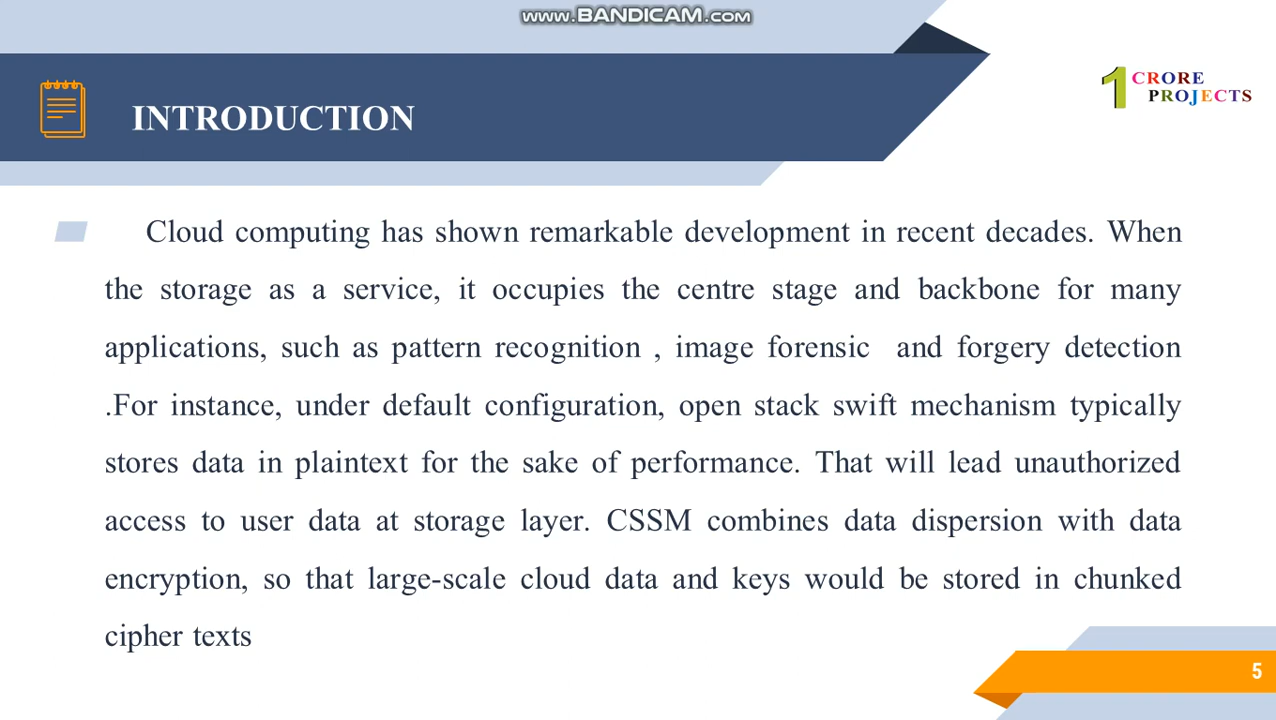 www.BANDICAM.com
1 CRORE
PROJECTS
INTRODUCTION
Cloud computing has shown remarkable development in recent decades. When
the storage as a service, it occupies the centre stage and backbone for many
applications, such as pattern recognition , image forensic and forgery detection
.For instance, under default configuration, open stack swift mechanism typically
stores data in plaintext for the sake of performance. That will lead unauthorized
access to user data at storage layer. CSSM combines data dispersion with data
encryption, so that large-scale cloud data and keys would be stored in chunked
cipher texts
5